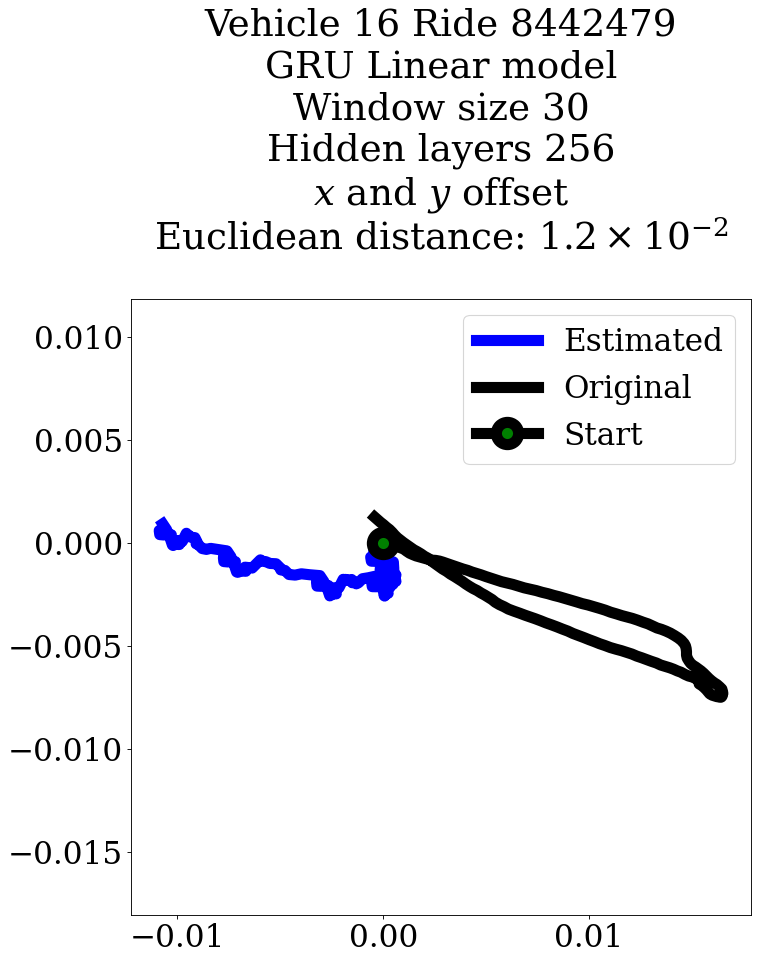 Vehicle 16 Ride 8442479
GRU Linear model
Window size 30
Hidden layers 256
x and y offset
Euclidean distance: 1.2 × 10⁻²
0.010
0.005
0.000
−0.005
−0.010
−0.015
Estimated
Original
Start
−0.01 0.00 0.01